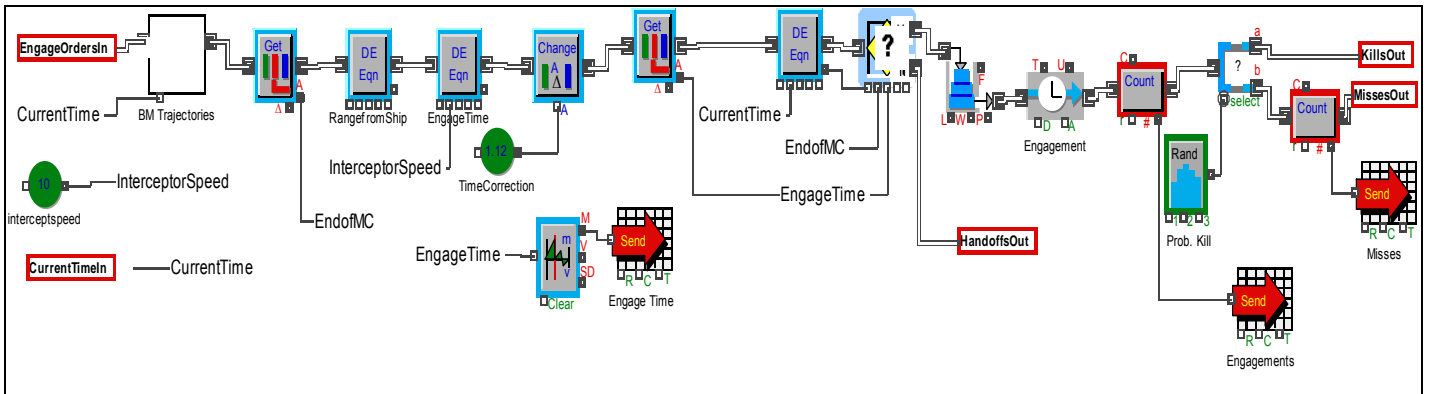 EngageOrdersIn
CurrentTime
BM Trajectories
Get
A
Δ
DE
Eqn
RangefromShip
DE
Eqn
EngageTime
InterceptorSpeed
Change
A
Δ
A
1.12
TimeCorrection
Get
A
Δ
DE
Eqn
CurrentTime
?
EndofMC
EngageTime
F
L W P
T U
D A
Engagement
C
Count
r #
?
a
b
select
KillsOut
C
Count
r #
MissesOut
Rand
1 2 3
Prob. Kill
Send
R C T
Misses
10
InterceptorSpeed
interceptspeed
EndofMC
CurrentTimeIn
CurrentTime
EngageTime
M
m
V
v
SD
Clear
Send
R C T
Engage Time
HandoffsOut
Send
R C T
Engagements